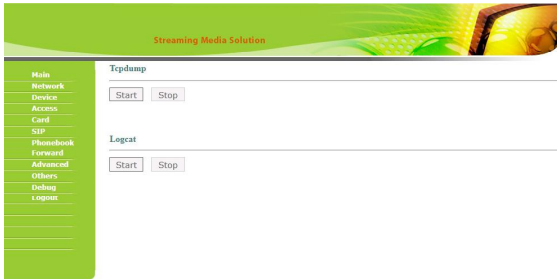 Streaming Media Solution
Main
Network
Device
Access
Card
SIP
Phonebook
Forward
Advanced
Others
Debug
Logout
Tcpdump
Start Stop
Logcat
Start Stop